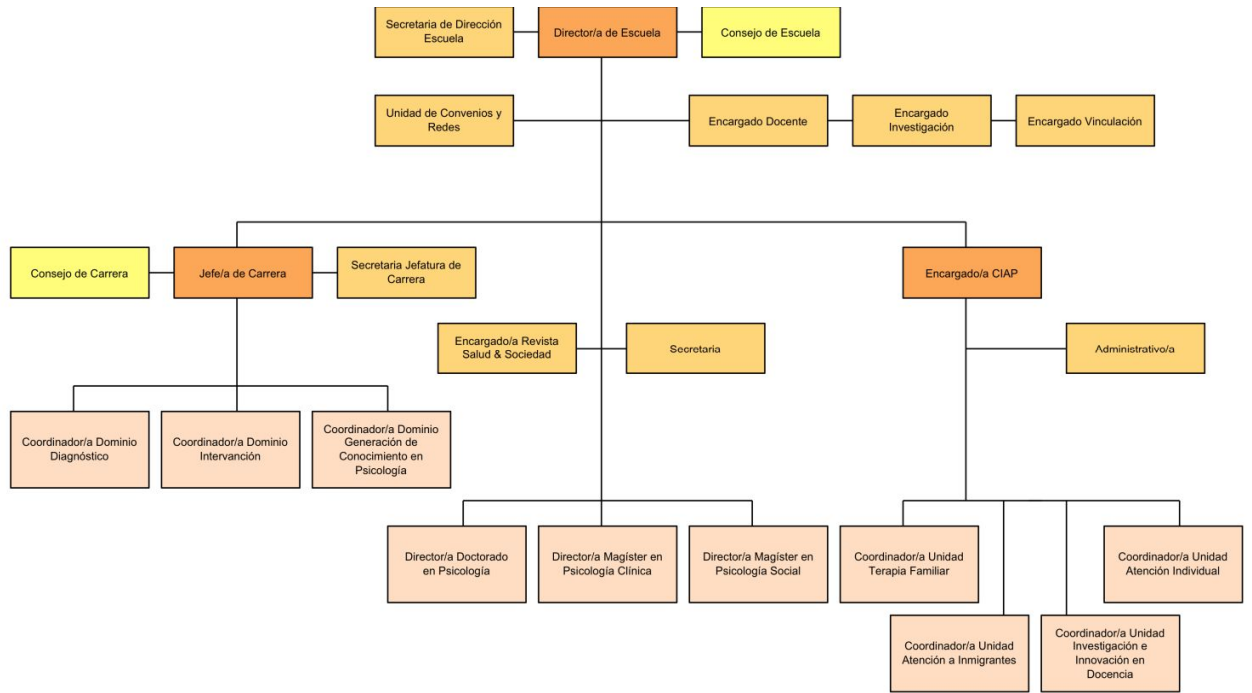 Secretaria de Dirección
Escuela
Director/a de Escuela
Consejo de Escuela
Unidad de Convenios y
Redes
Encargado Docente
Encargado
Investigación
Encargado Vinculación
Consejo de Carrera
Jefe/a de Carrera
Secretaria Jefatura de
Carrera
Encargado/a CIAP
Encargado/a Revista
Salud & Sociedad
Secretaria
Administrativo/a
Coordinador/a Dominio
Diagnóstico
Coordinador/a Dominio
Intervanción
Coordinador/a Dominio
Generación de
Conocimiento en
Psicología
Director/a Doctorado
en Psicología
Director/a Magíster en
Psicología Clínica
Director/a Magíster en
Psicología Social
Coordinador/a Unidad
Terapia Familiar
Coordinador/a Unidad
Atención Individual
Coordinador/a Unidad
Atención a Inmigrantes
Coordinador/a Unidad
Investigación e
Innovación en
Docencia